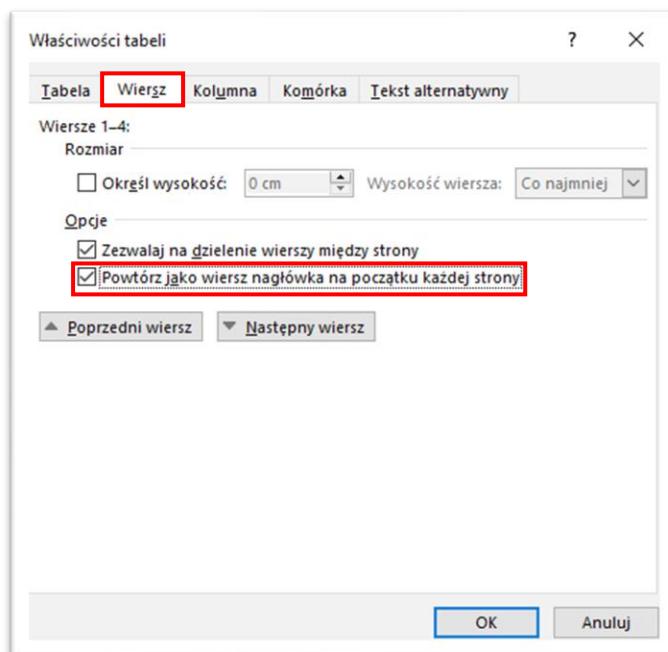 Właściwości tabeli ?
Tabela Wiersz Kolumna Komórka Tekst alternatywny
Wiersze 1–4:
Rozmiar
Określ wysokość: 0 cm Wysokość wiersza: Co najmniej
Opcje
Zezwalaj na dzielenie wierszy między strony
Powtórz jako wiersz nagłówka na początku każdej strony
Poprzedni wiersz Następny wiersz
OK Anuluj